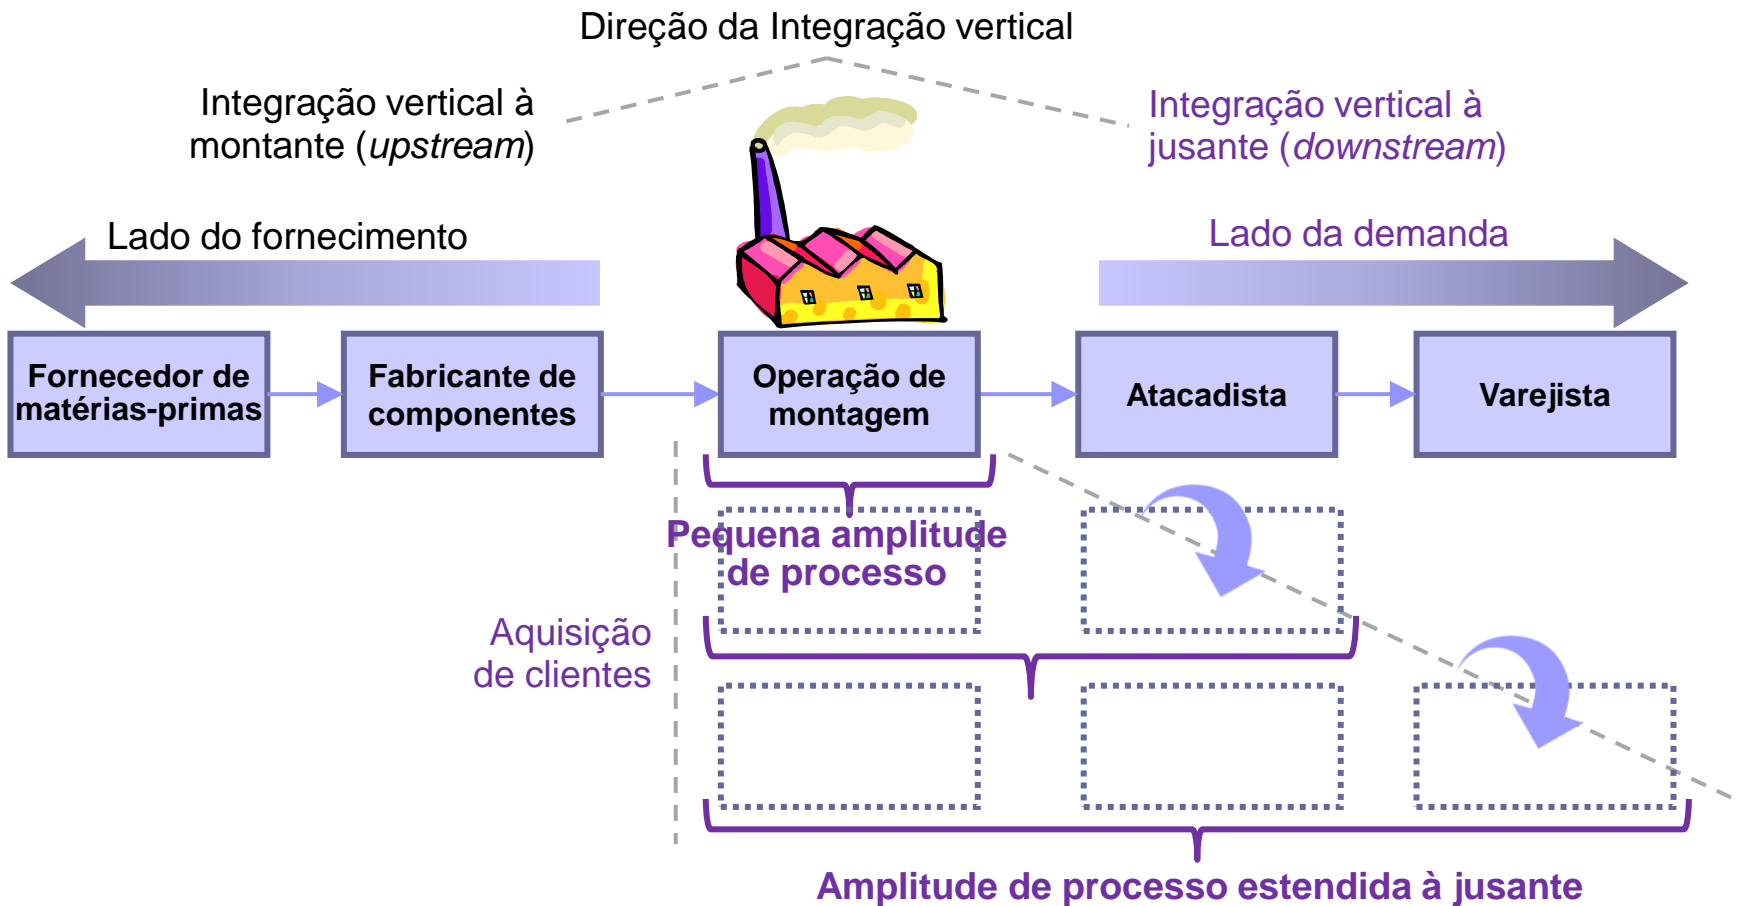 Direção da Integração vertical
Integração vertical à
montante (upstream)
Integração vertical à
jusante (downstream)
Lado do fornecimento
Lado da demanda
Fornecedor de
matérias-primas
Fabricante de
componentes
Operação de
montagem
Atacadista
Varejista
Pequena amplitude
de processo
Aquisição
de clientes
Amplitude de processo estendida à jusante